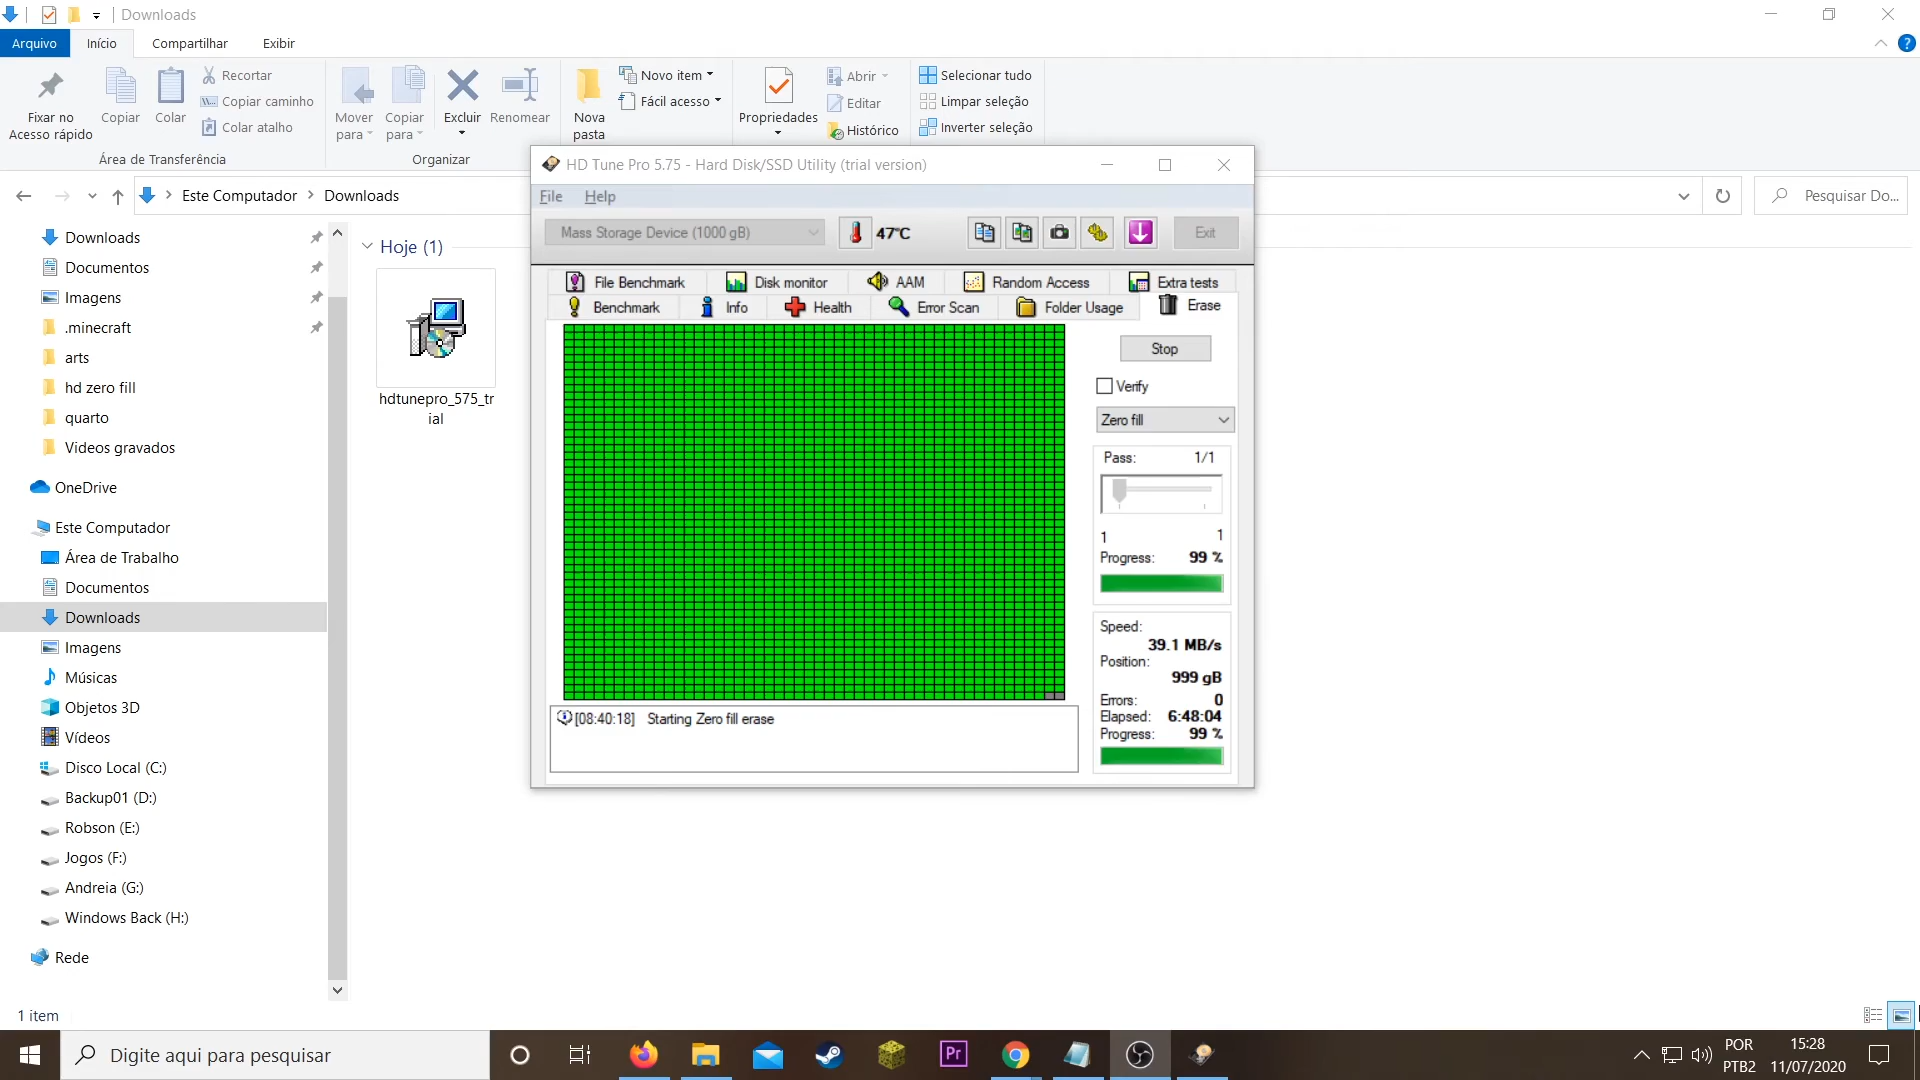 Downloads
Arquivo
Início
Compartilhar
Exibir
Fixar no
Acesso rápido
Copiar
Colar
Recortar
Copiar caminho
Colar atalho
Área de Transferência
Mover
para
Copiar
para
Excluir
Renomear
Organizar
Nova
pasta
Novo item
Fácil acesso
Propriedades
Abrir
Editar
Histórico
Selecionar tudo
Limpar seleção
Inverter seleção
Este Computador
Downloads
Pesquisar Do...
Downloads
Documentos
Imagens
.minecraft
arts
hd zero fill
quarto
Videos gravados
OneDrive
Este Computador
Área de Trabalho
Documentos
Downloads
Imagens
Músicas
Objetos 3D
Vídeos
Disco Local (C:)
Backup01 (D:)
Robson (E:)
Jogos (F:)
Andreia (G:)
Windows Back (H:)
Rede
1 item
Hoje (1)
hdtunepro_575_tr
ial
HD Tune Pro 5.75 - Hard Disk/SSD Utility (trial version)
File Help
Mass Storage Device (1000 gB)
47°C
Exit
File Benchmark
Disk monitor
AAM
Random Access
Extra tests
Benchmark
Info
Health
Error Scan
Folder Usage
Erase
Stop
Verify
Zero fill
Pass: 1/1
1 1
Progress: 99 %
Speed:
39.1 MB/s
Position:
999 gB
Errors: 0
Elapsed: 6:48:04
Progress: 99 %
[08:40:18] Starting Zero fill erase
Digite aqui para pesquisar
Pr
POR
PTB2
15:28
11/07/2020